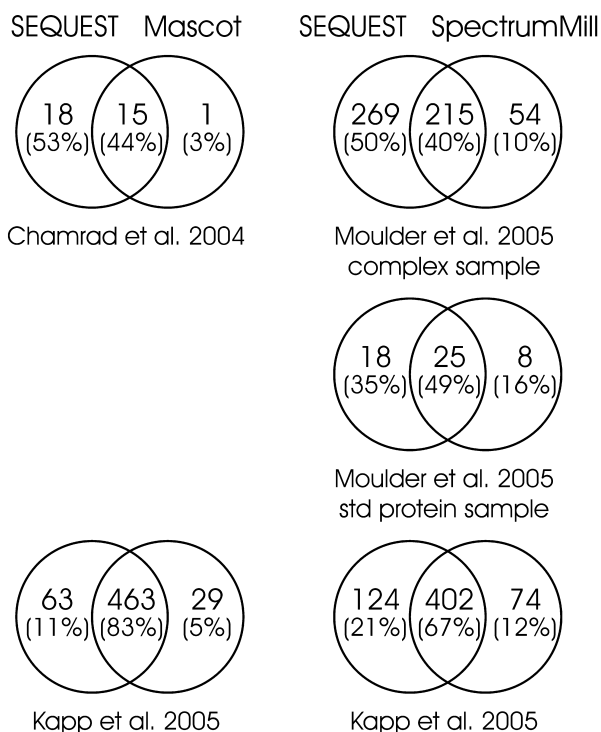 SEQUEST Mascot
18 15 1
(53%) (44%) (3%)
Chamrad et al. 2004
SEQUEST SpectrumMill
269 215 54
(50%) (40%) (10%)
Moulder et al. 2005
complex sample
18 25 8
(35%) (49%) (16%)
Moulder et al. 2005
std protein sample
63 463 29
(11%) (83%) (5%)
Kapp et al. 2005
124 402 74
(21%) (67%) (12%)
Kapp et al. 2005